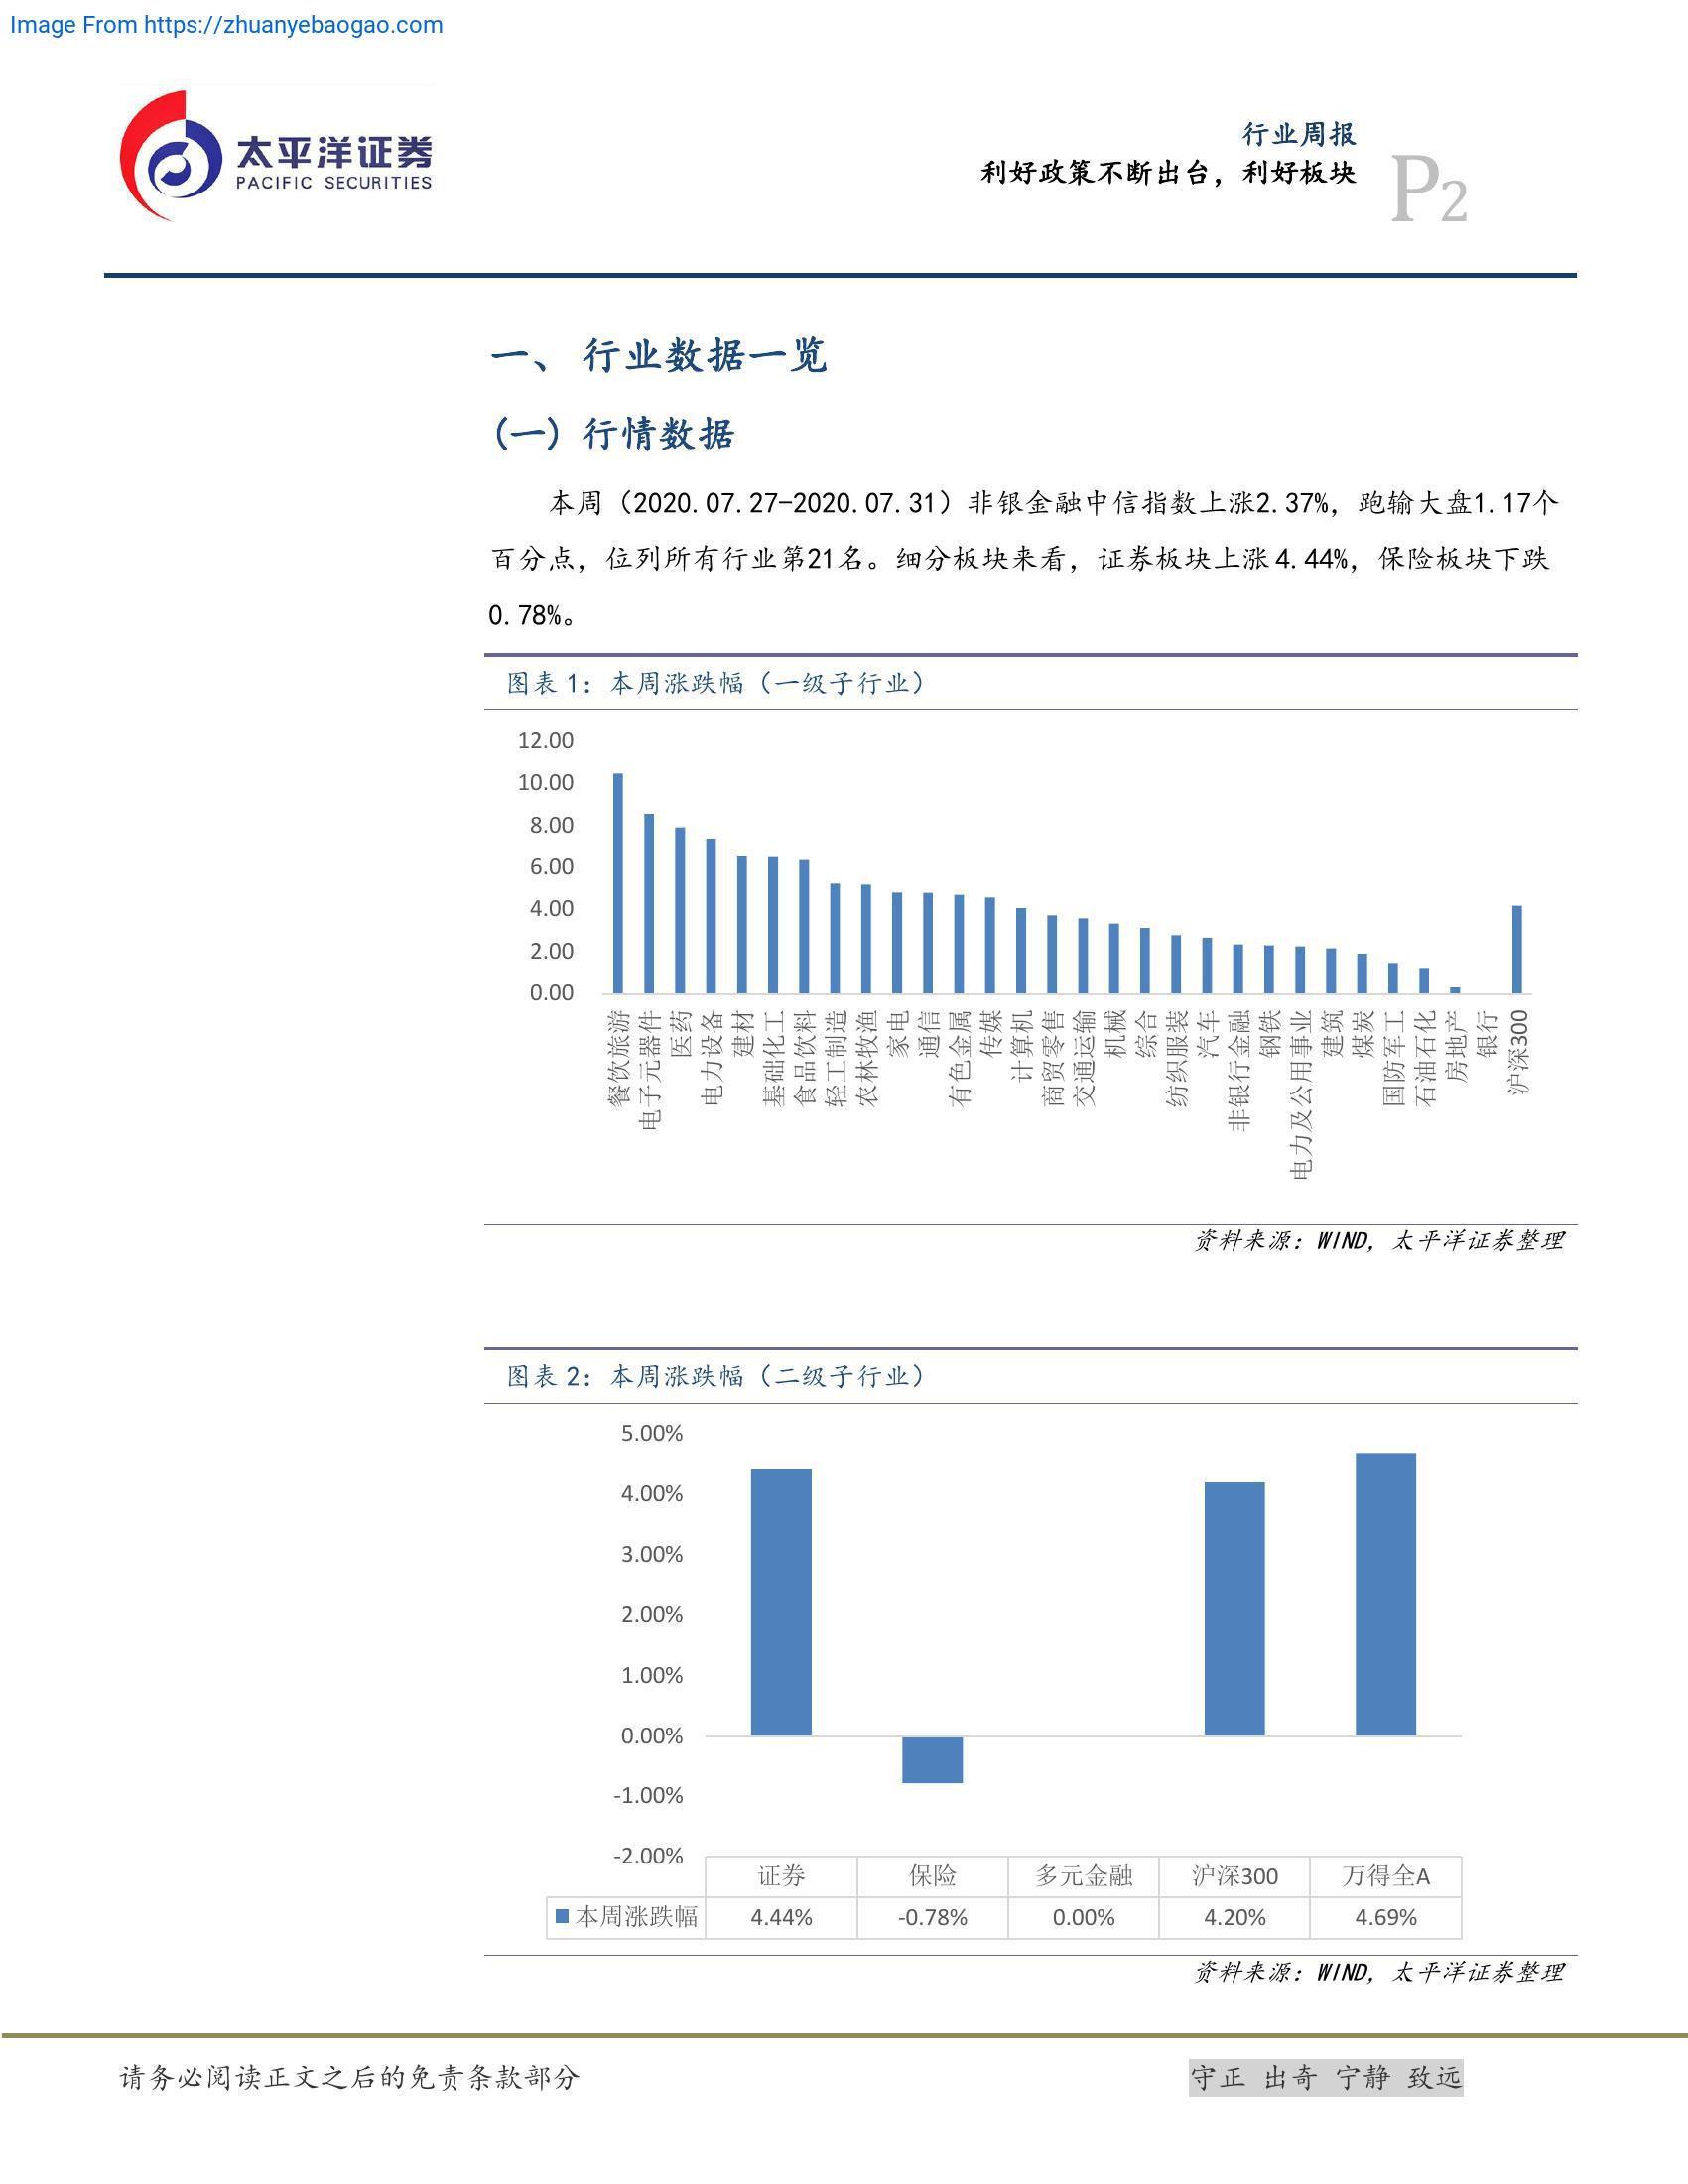 Image From https://zhuanyebaogao.com
太平洋证券
PACIFIC SECURITIES
行业周报
利好政策不断出台，利好板块
P2
一、 行业数据一览
(一) 行情数据
本周（2020.07.27-2020.07.31）非银金融中信指数上涨2.37%，跑输大盘1.17个
百分点，位列所有行业第21名。细分板块来看，证券板块上涨4.44%，保险板块下跌
0.78%。
图表 1：本周涨跌幅（一级子行业）
12.00
10.00
8.00
6.00
4.00
2.00
0.00
餐饮旅游
电子元器件
医药
电力设备
建材
基础化工
食品饮料
轻工制造
农林牧渔
家电
通信
有色金属
传媒
计算机
商贸零售
交通运输
机械
综合
纺织服装
汽车
非银行金融
钢铁
电力及公用事业
建筑
煤炭
国防军工
石油石化
房地产
银行
沪深300
资料来源：WIND，太平洋证券整理
图表 2：本周涨跌幅（二级子行业）
5.00%
4.00%
3.00%
2.00%
1.00%
0.00%
-1.00%
-2.00%
证券 保险 多元金融 沪深300 万得全A
本周涨跌幅 4.44% -0.78% 0.00% 4.20% 4.69%
资料来源：WIND，太平洋证券整理
请务必阅读正文之后的免责条款部分
守正 出奇 宁静 致远